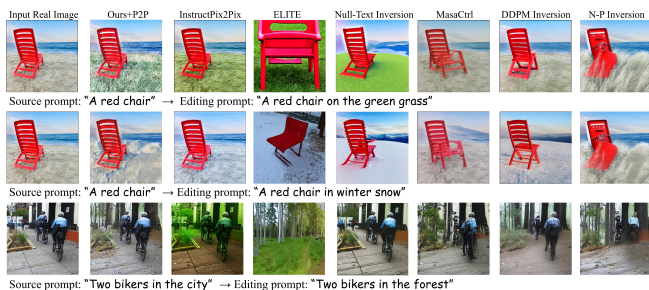 Input Real Image Ours+P2P InstructPix2Pix ELITE Null-Text Inversion MasaCtrl DDPM Inversion N-P Inversion
Source prompt: “A red chair” → Editing prompt: “A red chair on the green grass”
Source prompt: “A red chair” → Editing prompt: “A red chair in winter snow”
Source prompt: “Two bikers in the city” → Editing prompt: “Two bikers in the forest”